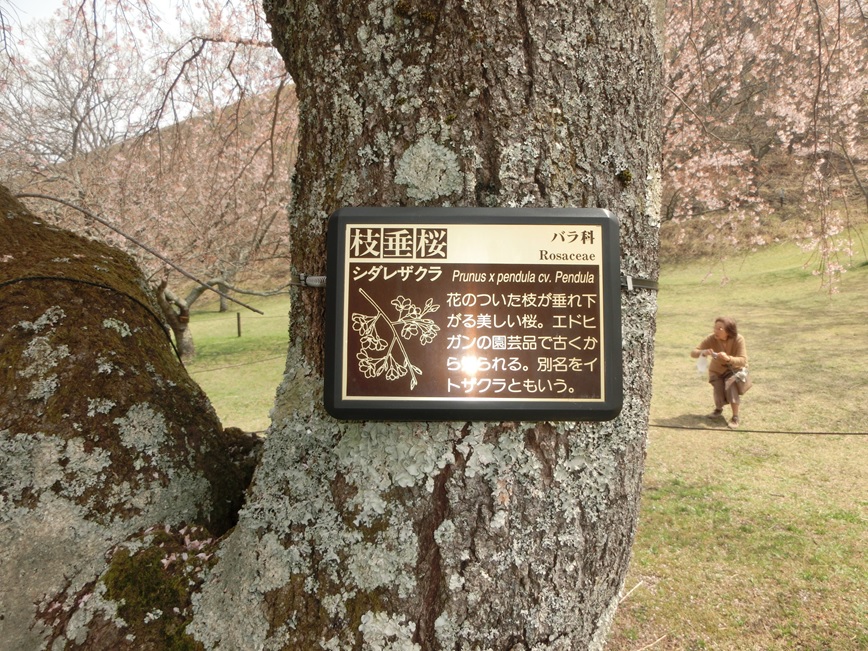 枝垂桜
バラ科
Rosaceae
シダレザクラ Prunus x pendula cv. Pendula
花のついた枝が垂れ下
がる美しい桜。エドヒ
ガンの園芸品で古くか
られる。別名をイ
トザクラともいう。